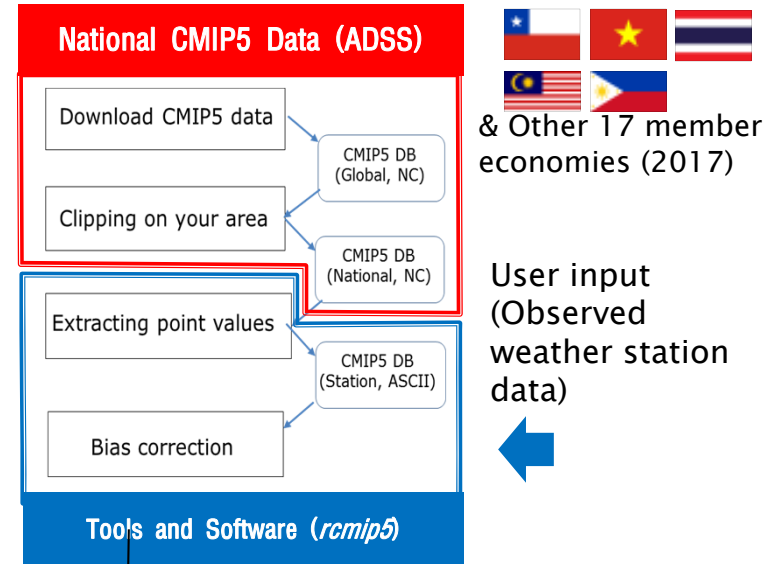 National CMIP5 Data (ADSS)
Download CMIP5 data
CMIP5 DB
(Global, NC)
Clipping on your area
CMIP5 DB
(National, NC)
Extracting point values
CMIP5 DB
(Station, ASCII)
Bias correction
Tools and Software (rcmip5)
& Other 17 member
economies (2017)
User input
(Observed
weather station
data)